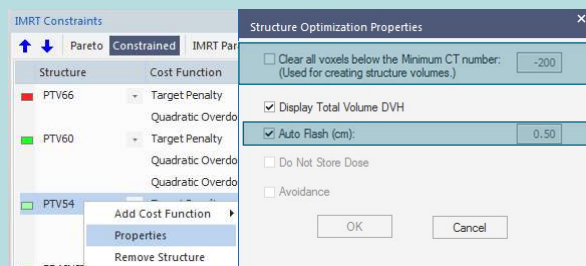 IMRT Constraints
Pareto Constrained IMRT Par
Structure Cost Function
PTV66 Target Penalty
Quadratic Overdo
PTV60 Target Penalty
Quadratic Overdo
Quadratic Overdo
PTV54
Add Cost Function
Properties
Remove Structure
Structure Optimization Properties
Clear all voxels below the Minimum CT number: -200
(Used for creating structure volumes.)
Display Total Volume DVH
Auto Flash (cm): 0.50
Do Not Store Dose
Avoidance
OK Cancel